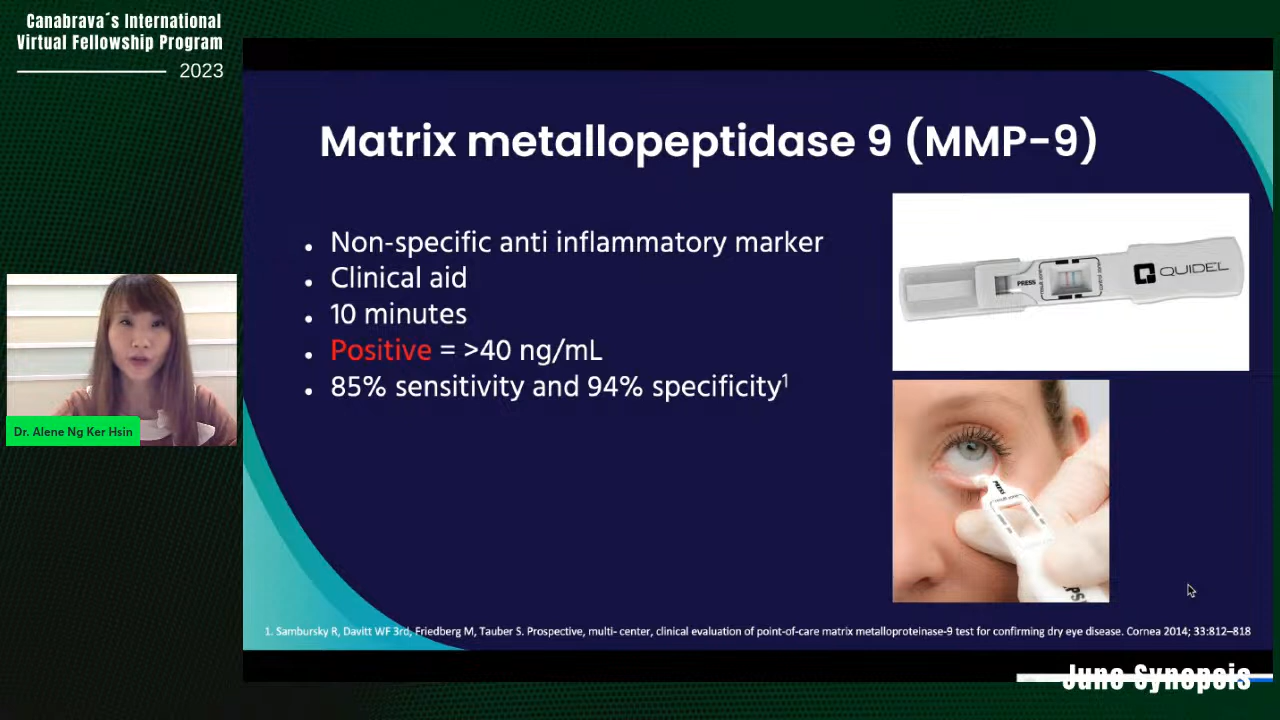 Canabrava´s International
Virtual Fellowship Program
2023
Matrix metallopeptidase 9 (MMP-9)
• Non-specific anti inflammatory marker
• Clinical aid
• 10 minutes
• Positive = >40 ng/mL
• 85% sensitivity and 94% specificity¹
PRESS
QUIDEL
PRESS
Dr. Alene Ng Ker Hsin
1. Sambursky R, Davitt WF 3rd, Friedberg M, Tauber S. Prospective, multi- center, clinical evaluation of point-of-care matrix metalloproteinase-9 test for confirming dry eye disease. Cornea 2014; 33:812–818
June Synopsis